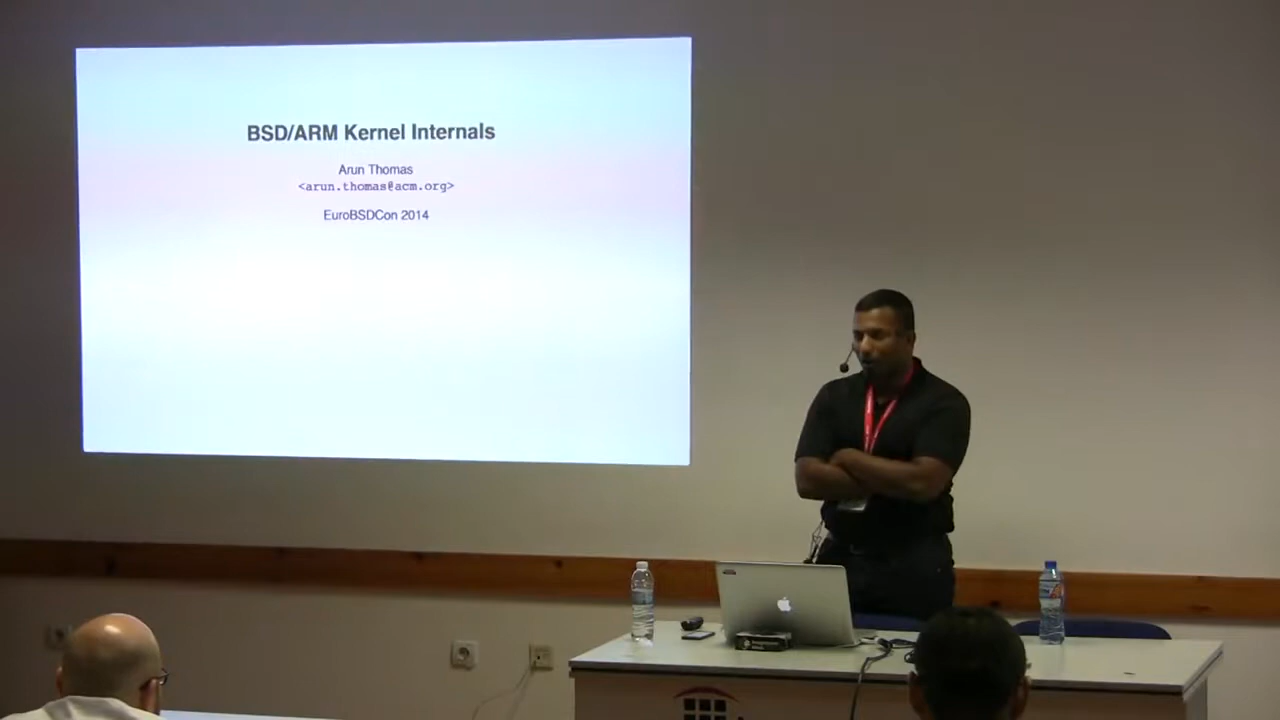 BSD/ARM Kernel Internals
Arun Thomas
<arun.thomas@acm.org>
EuroBSDCon 2014